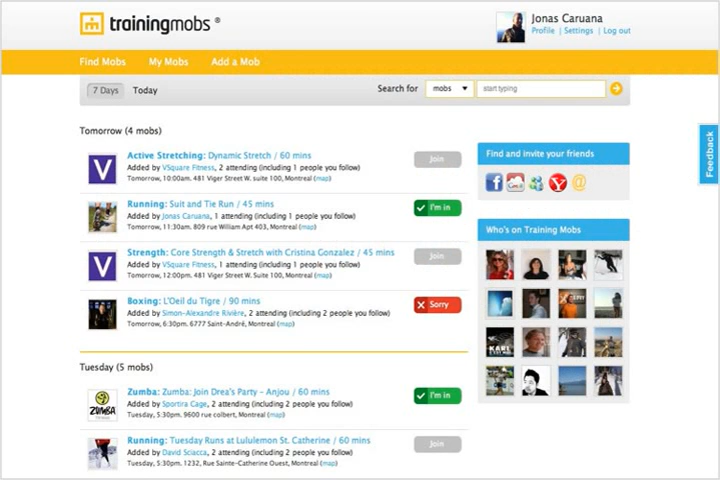 trainingmobs ®
Jonas Caruana
Profile | Settings | Log out
Find Mobs My Mobs Add a Mob
7 Days Today Search for mobs start typing
Feedback
Tomorrow (4 mobs)
Active Stretching: Dynamic Stretch / 60 mins
Added by VSquare Fitness, 2 attending (including 1 people you follow)
Tomorrow, 10:00am. 481 Viger Street W. suite 100, Montreal (map)
Join
Running: Suit and Tie Run / 45 mins
Added by Jonas Caruana, 1 attending (including 1 people you follow)
Tomorrow, 11:30am. 809 rue William Apt 403, Montreal (map)
I'm in
Strength: Core Strength & Stretch with Cristina Gonzalez / 45 mins
Added by VSquare Fitness, 1 attending (including 1 people you follow)
Tomorrow, 12:00pm. 481 Viger Street W. Suite 100, Montreal (map)
Join
Boxing: L'Oeil du Tigre / 90 mins
Added by Simon-Alexandre Rivière, 2 attending (including 2 people you follow)
Tomorrow, 6:30pm. 6777 Saint-André, Montreal (map)
Sorry
Tuesday (5 mobs)
ZUMBA
Zumba: Zumba: Join Drea's Party - Anjou / 60 mins
Added by Sportira Cage, 2 attending (including 2 people you follow)
Tuesday, 5:30pm. 9600 rue colbert, Montreal (map)
I'm in
Running: Tuesday Runs at Lululemon St. Catherine / 60 mins
Added by David Sciacca, 2 attending (including 2 people you follow)
Tuesday, 5:30pm. 1232, Rue Sainte-Catherine Ouest, Montreal (map)
Join
Find and invite your friends
Who's on Training Mobs
KARL